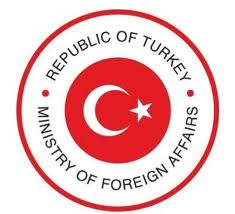 REPUBLIC OF TURKEY
MINISTRY OF FOREIGN AFFAIRS